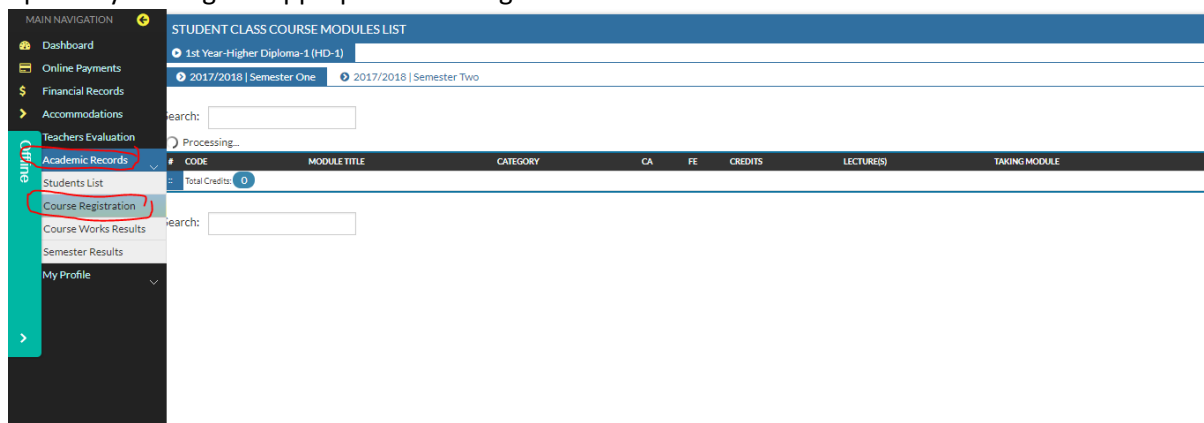 MAIN NAVIGATION
Dashboard
Online Payments
$ Financial Records
Accommodations
Teachers Evaluation
Academic Records
Students List
Course Registration
Course Works Results
Semester Results
My Profile
Offline
STUDENT CLASS COURSE MODULES LIST
1st Year-Higher Diploma-1 (HD-1)
2017/2018 | Semester One 2017/2018 | Semester Two
earch:
Processing...
# CODE MODULE TITLE CATEGORY CA FE CREDITS LECTURE(S) TAKING MODULE
:: Total Credits: 0
earch: